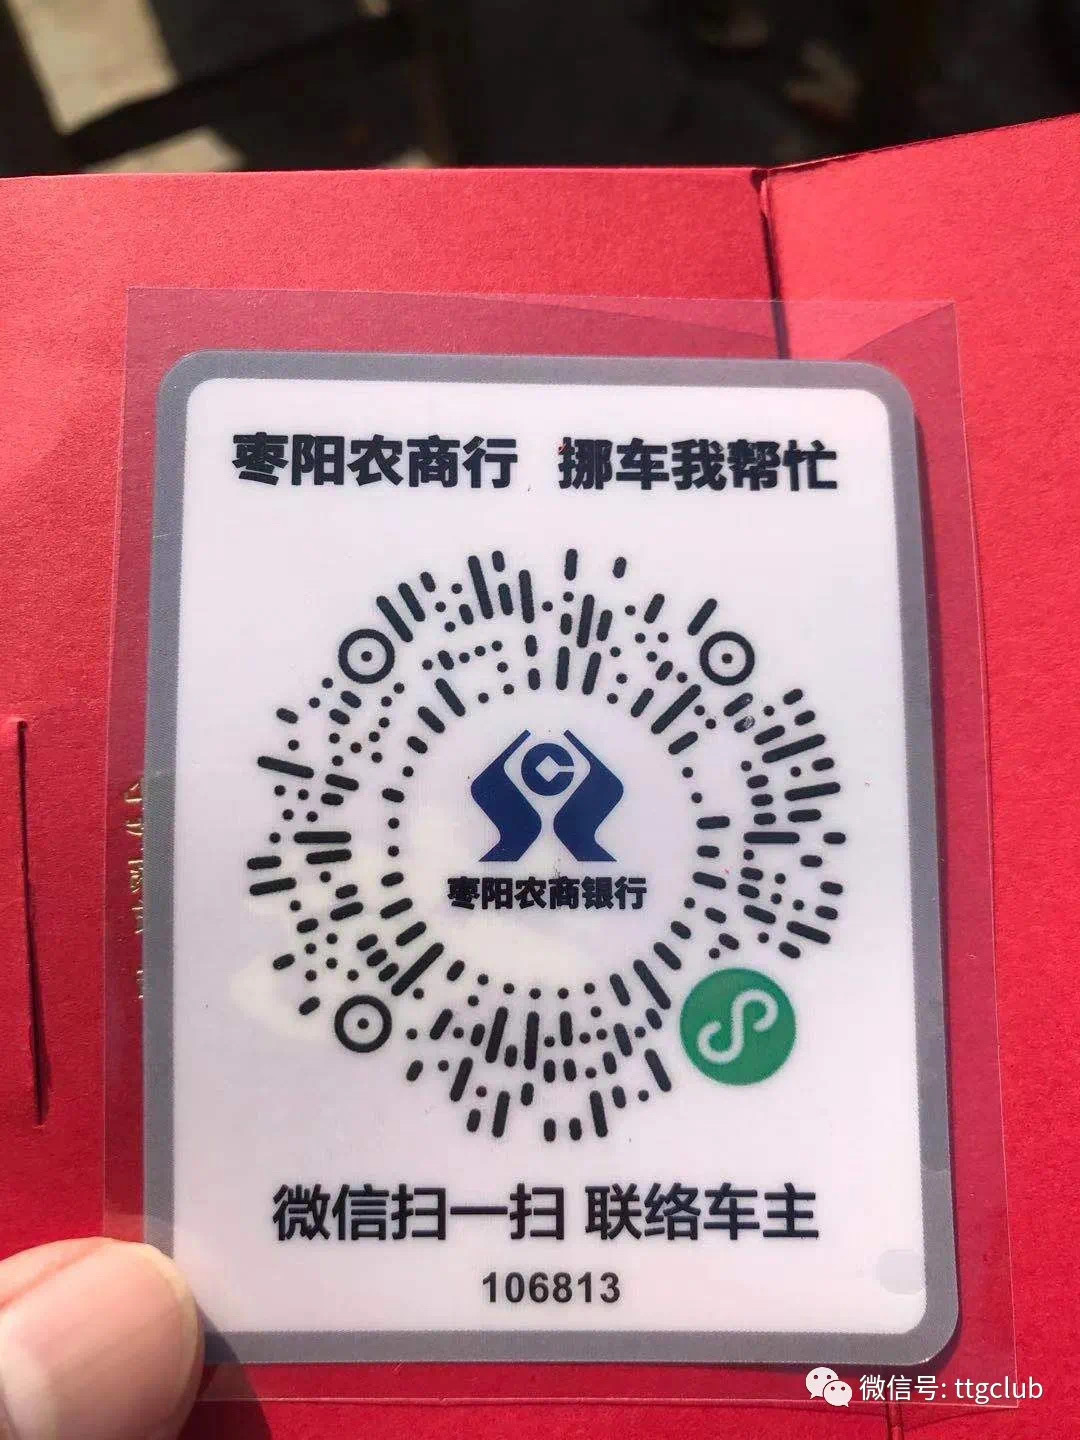 枣阳农商行 挪车我帮忙
枣阳农商银行
微信扫一扫 联络车主
106813
微信号: ttgclub